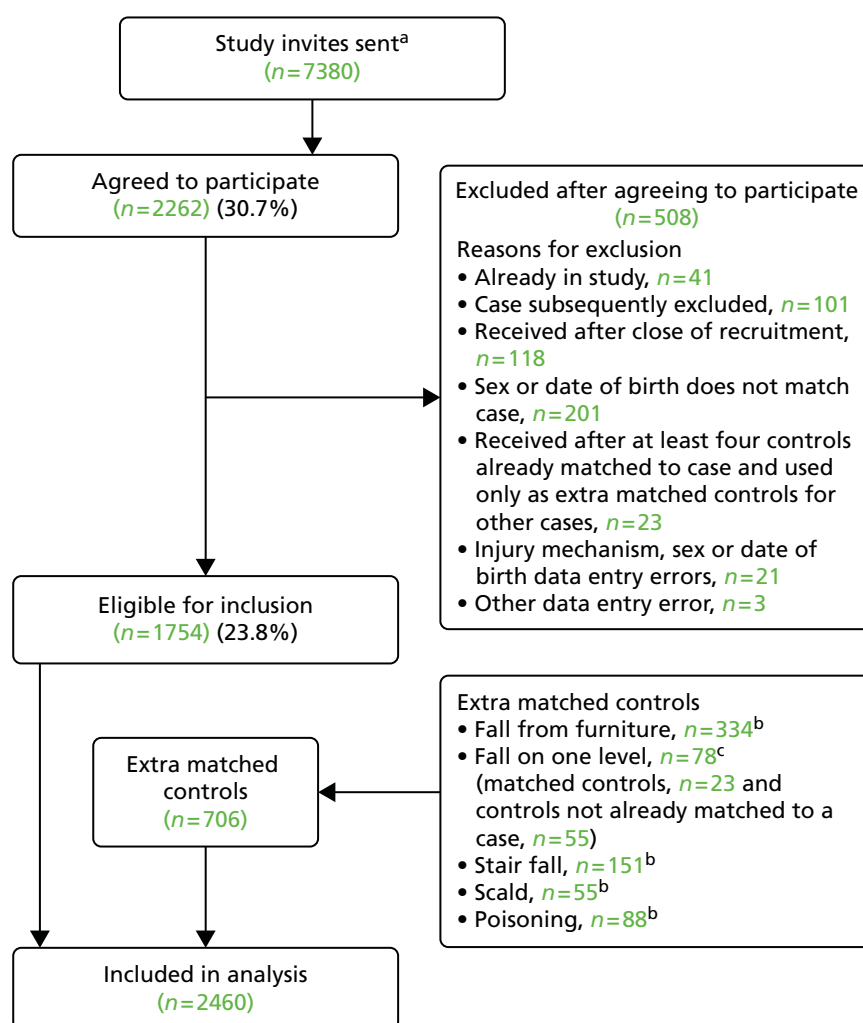 Study invites sentᵃ
(n=7380)
Agreed to participate
(n=2262) (30.7%)
Excluded after agreeing to participate
(n=508)
Reasons for exclusion
• Already in study, n=41
• Case subsequently excluded, n=101
• Received after close of recruitment,
n=118
• Sex or date of birth does not match
case, n=201
• Received after at least four controls
already matched to case and used
only as extra matched controls for
other cases, n=23
• Injury mechanism, sex or date of
birth data entry errors, n=21
• Other data entry error, n=3
Eligible for inclusion
(n=1754) (23.8%)
Extra matched controls
• Fall from furniture, n=334ᵇ
• Fall on one level, n=78ᶜ
(matched controls, n=23 and
controls not already matched to a
case, n=55)
• Stair fall, n=151ᵇ
• Scald, n=55ᵇ
• Poisoning, n=88ᵇ
Extra matched
controls
(n=706)
Included in analysis
(n=2460)